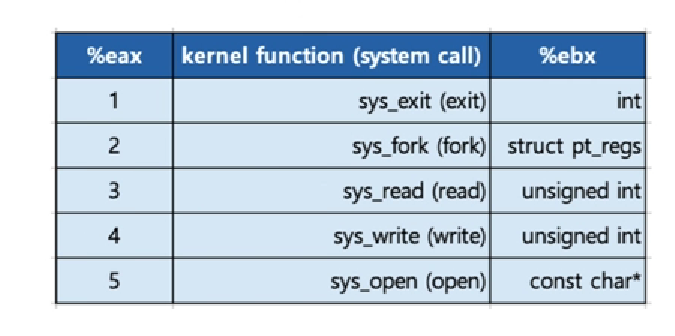 %eax kernel function (system call) %ebx
1 sys_exit (exit) int
2 sys_fork (fork) struct pt_regs
3 sys_read (read) unsigned int
4 sys_write (write) unsigned int
5 sys_open (open) const char*